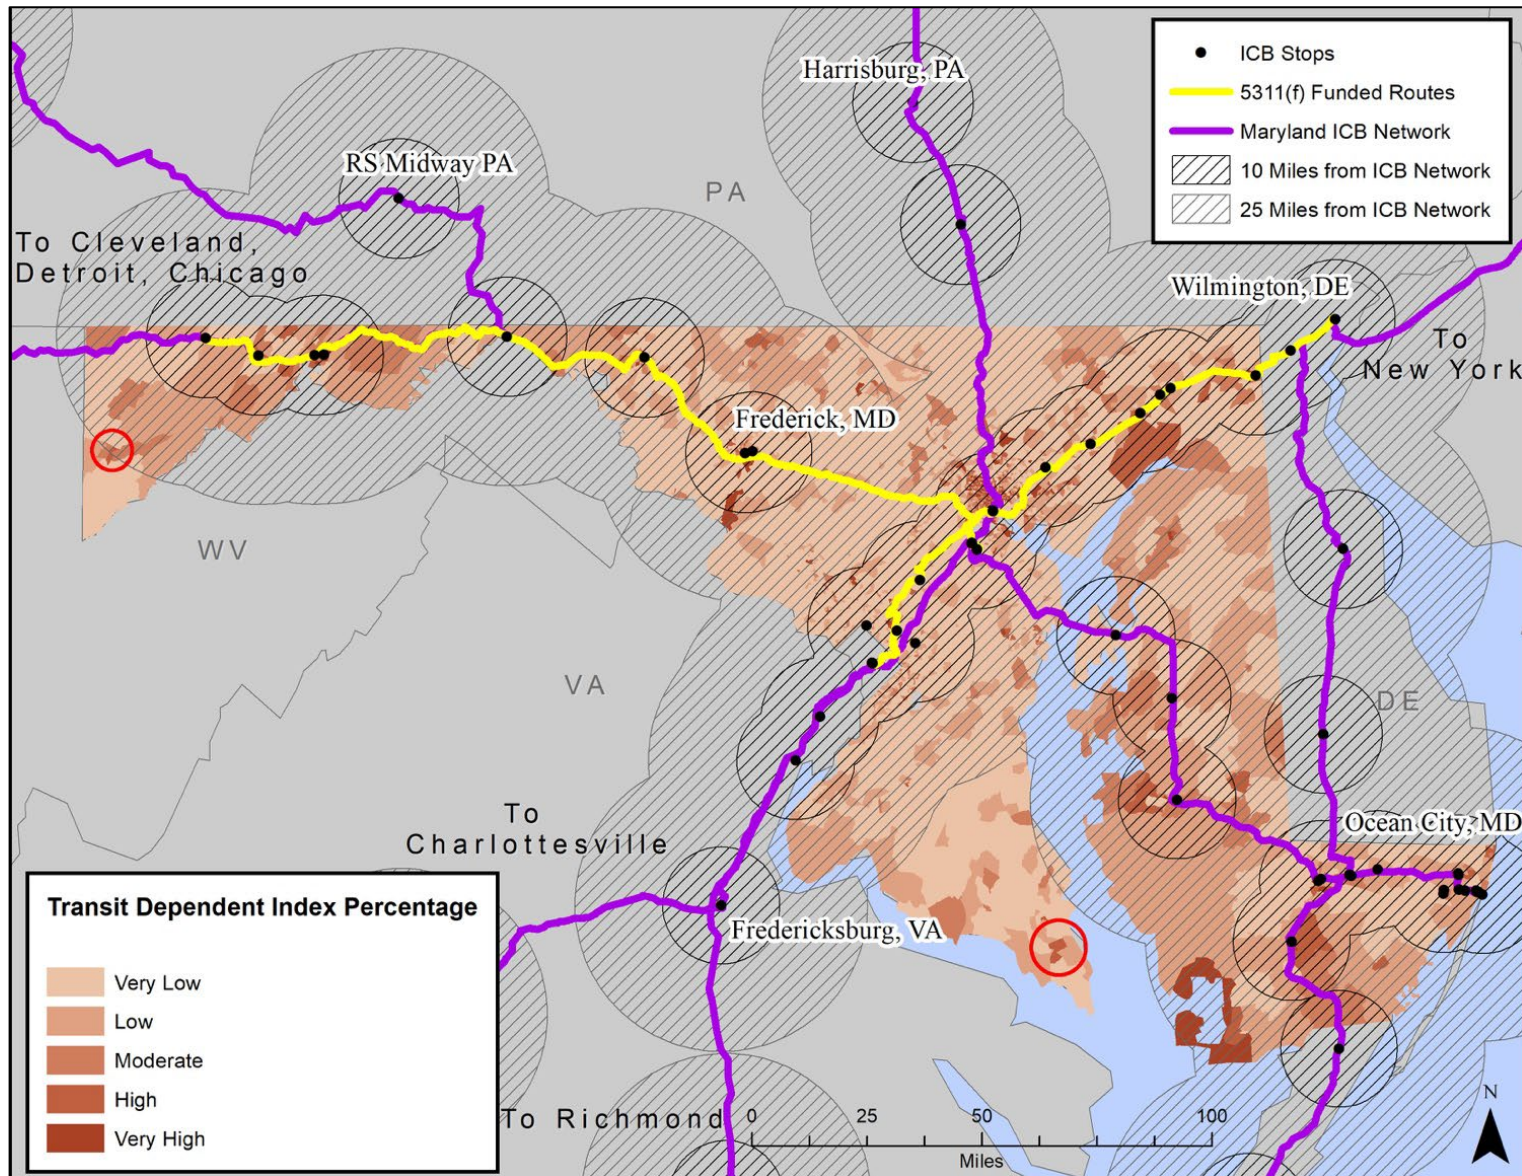 Harrisburg, PA
RS Midway PA
PA
To Cleveland,
Detroit, Chicago
ICB Stops
5311(f) Funded Routes
Maryland ICB Network
10 Miles from ICB Network
25 Miles from ICB Network
Wilmington, DE
To
New York
Frederick, MD
WV
VA
DE
To
Charlottesville
Ocean City, MD
Fredericksburg, VA
To Richmond
Transit Dependent Index Percentage
Very Low
Low
Moderate
High
Very High
0 25 50 100
Miles
N